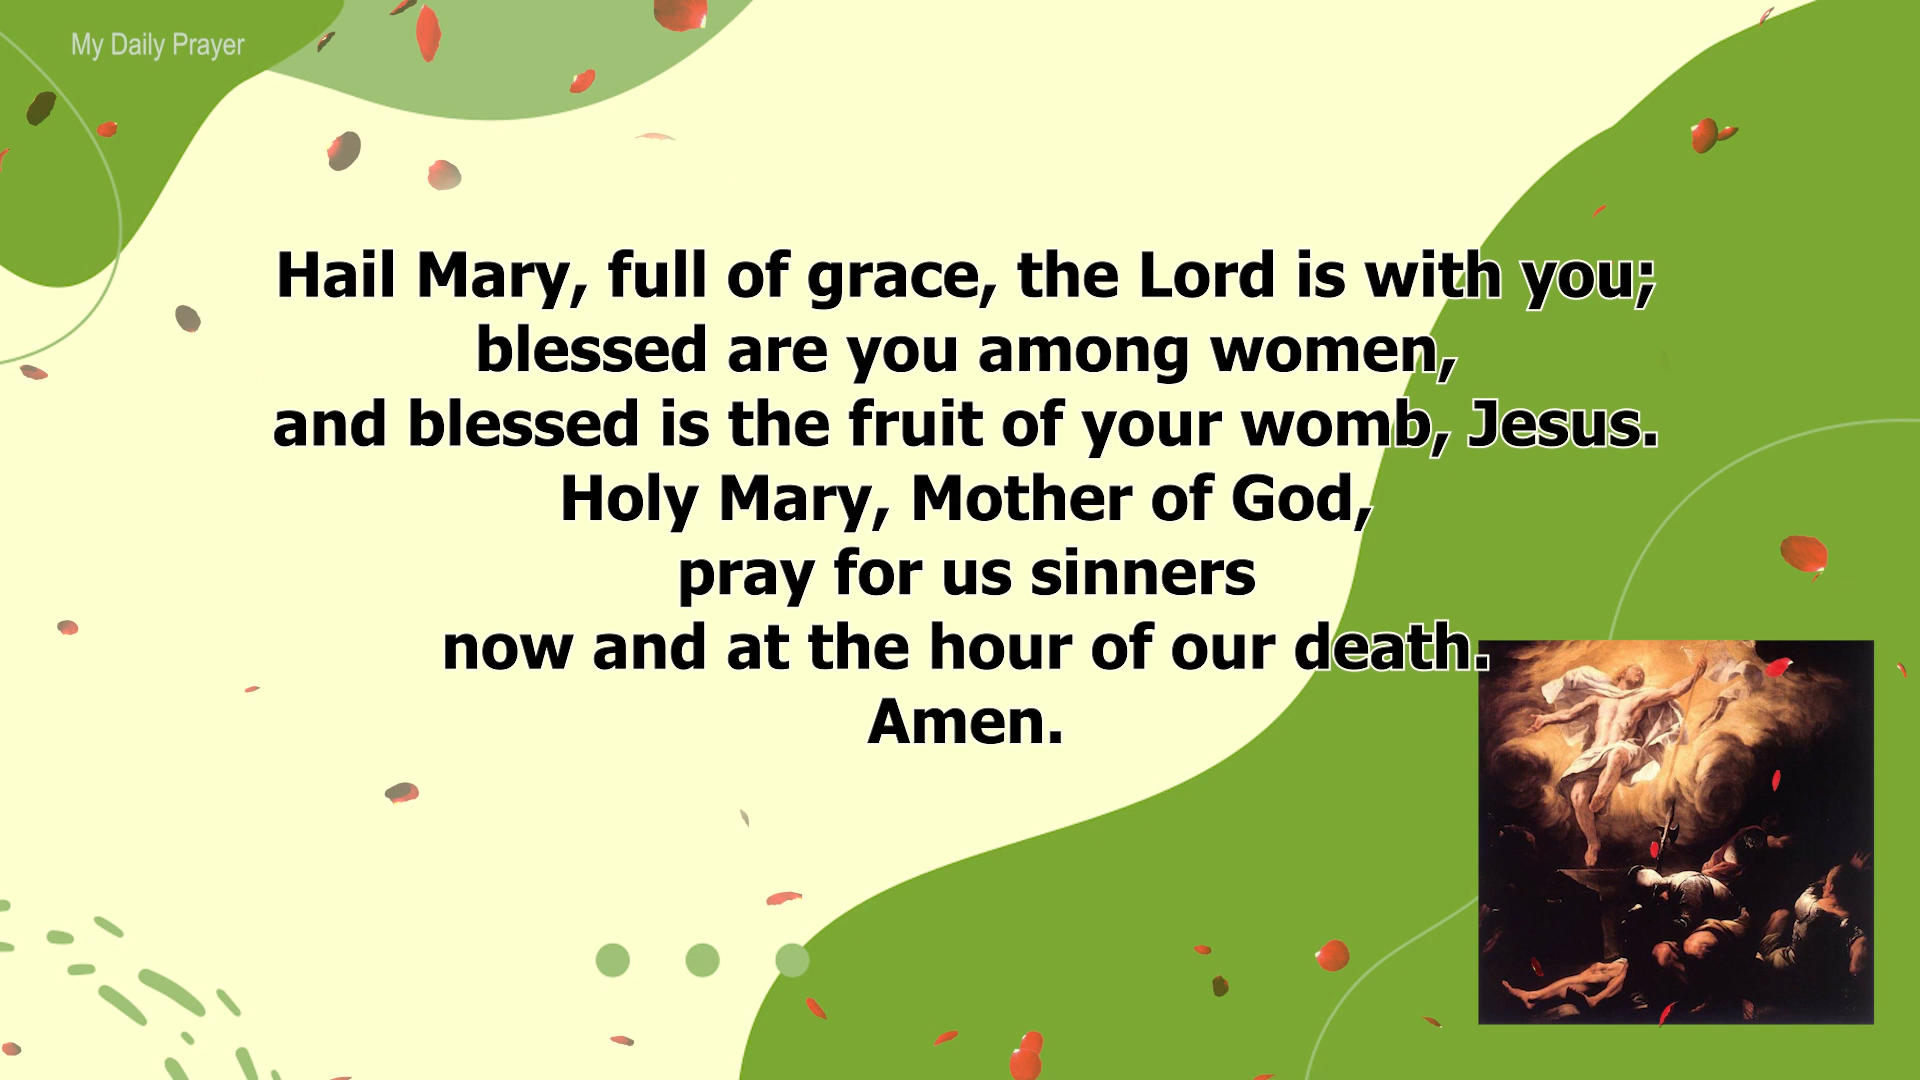 My Daily Prayer
Hail Mary, full of grace, the Lord is with you;
blessed are you among women,
and blessed is the fruit of your womb, Jesus.
Holy Mary, Mother of God,
pray for us sinners
now and at the hour of our death.
Amen.